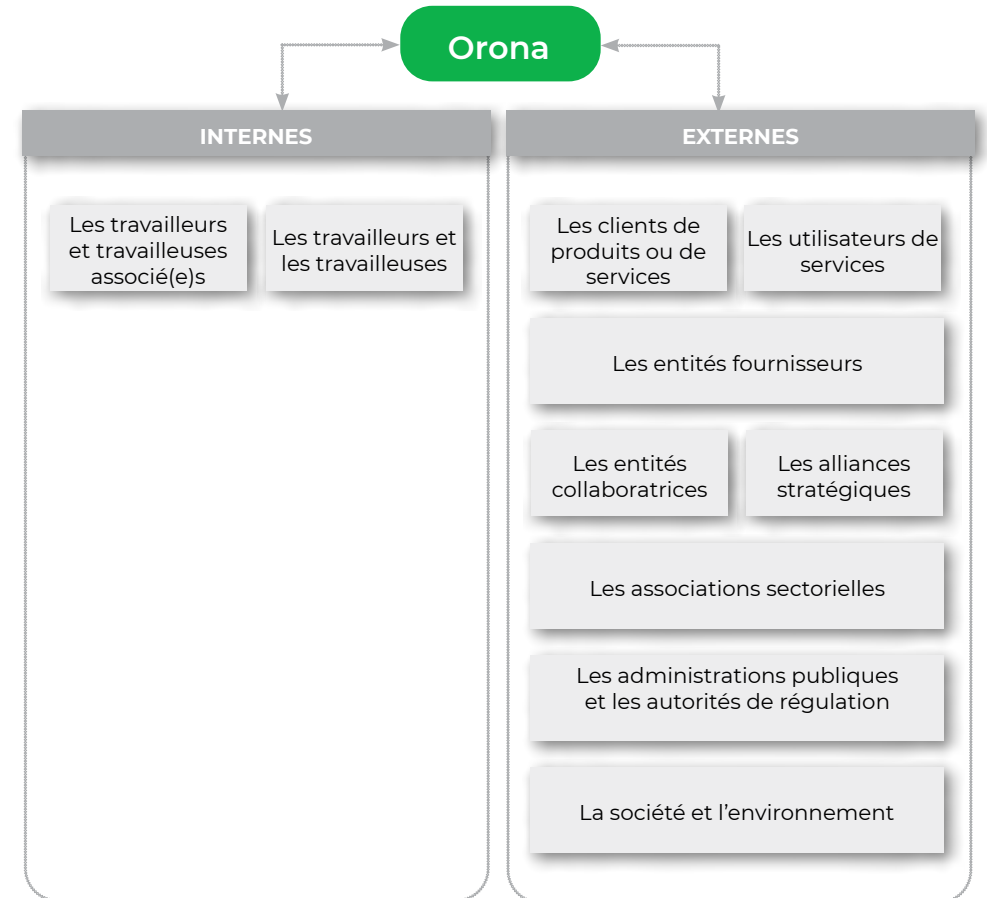 Orona
INTERNES
EXTERNES
Les travailleurs
et travailleuses
associé(e)s
Les travailleurs et
les travailleuses
Les clients de
produits ou de
services
Les utilisateurs de
services
Les entités fournisseurs
Les entités
collaboratrices
Les alliances
stratégiques
Les associations sectorielles
Les administrations publiques
et les autorités de régulation
La société et l’environnement